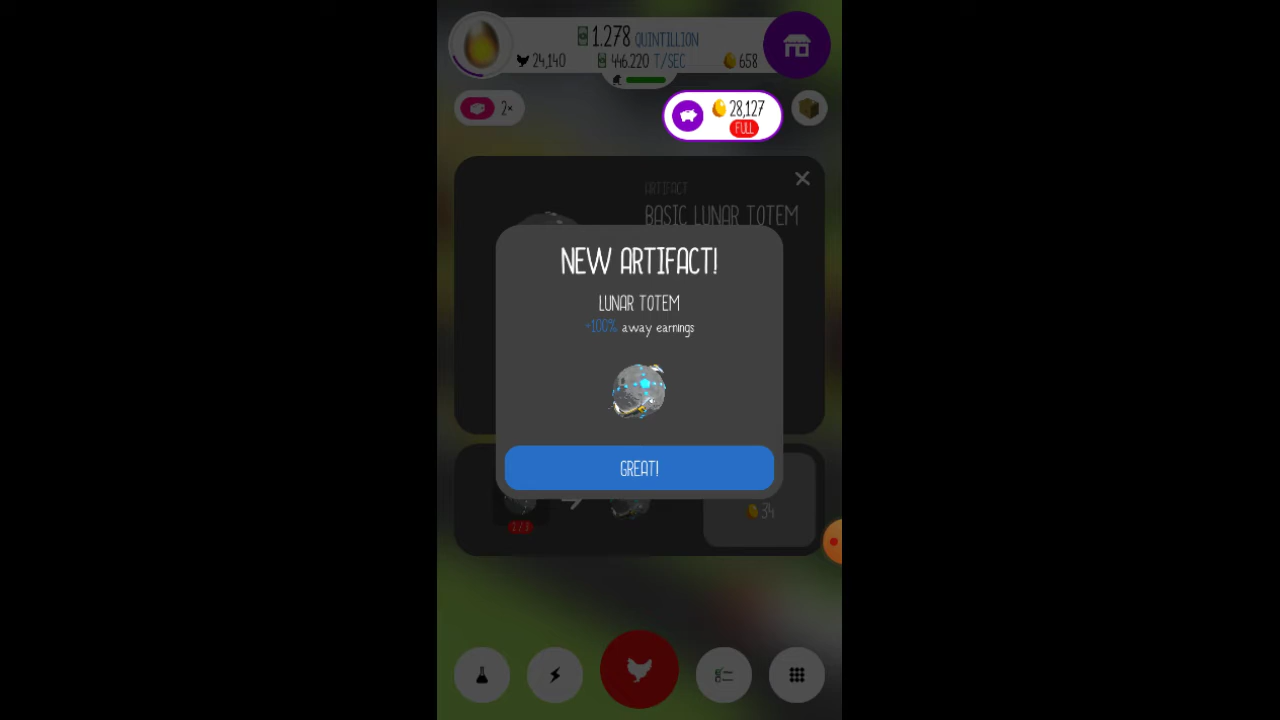 1.278 QUINTILLION
24,140 446.220 T/SEC 658
2×
28,127
FULL
ARTIFACT
BASIC LUNAR TOTEM
NEW ARTIFACT!
LUNAR TOTEM
+100% away earnings
GREAT!
34